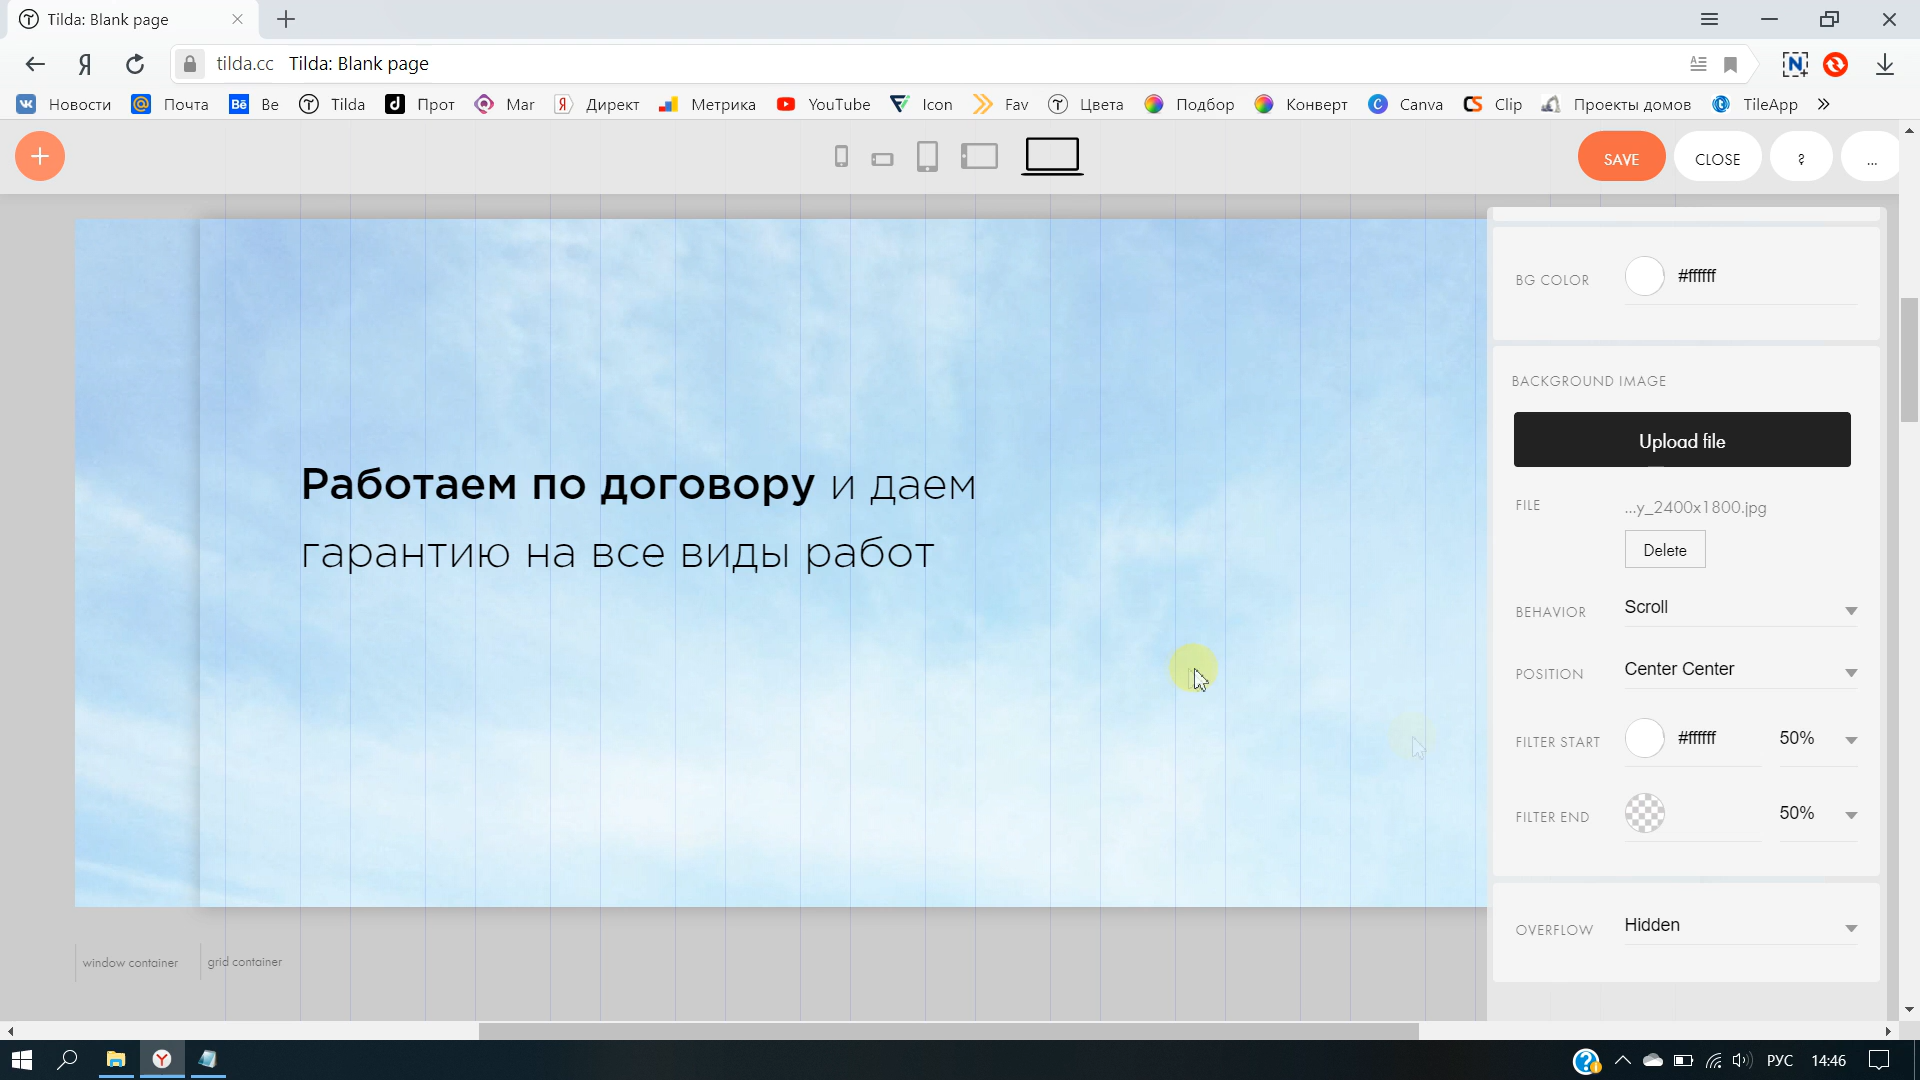 Tilda: Blank page
Я
tilda.cc Tilda: Blank page
Новости Почта Be Tilda Прот Mar Директ Метрика YouTube Icon Fav Цвета Подбор Конверт Canva Clip Проекты домов TileApp »
SAVE CLOSE ? ...
BG COLOR #ffffff
BACKGROUND IMAGE
Upload file
FILE ...y_2400x1800.jpg
Delete
BEHAVIOR Scroll
POSITION Center Center
FILTER START #ffffff 50%
FILTER END 50%
OVERFLOW Hidden
Работаем по договору и даем
гарантию на все виды работ
window container grid container
РУС 14:46